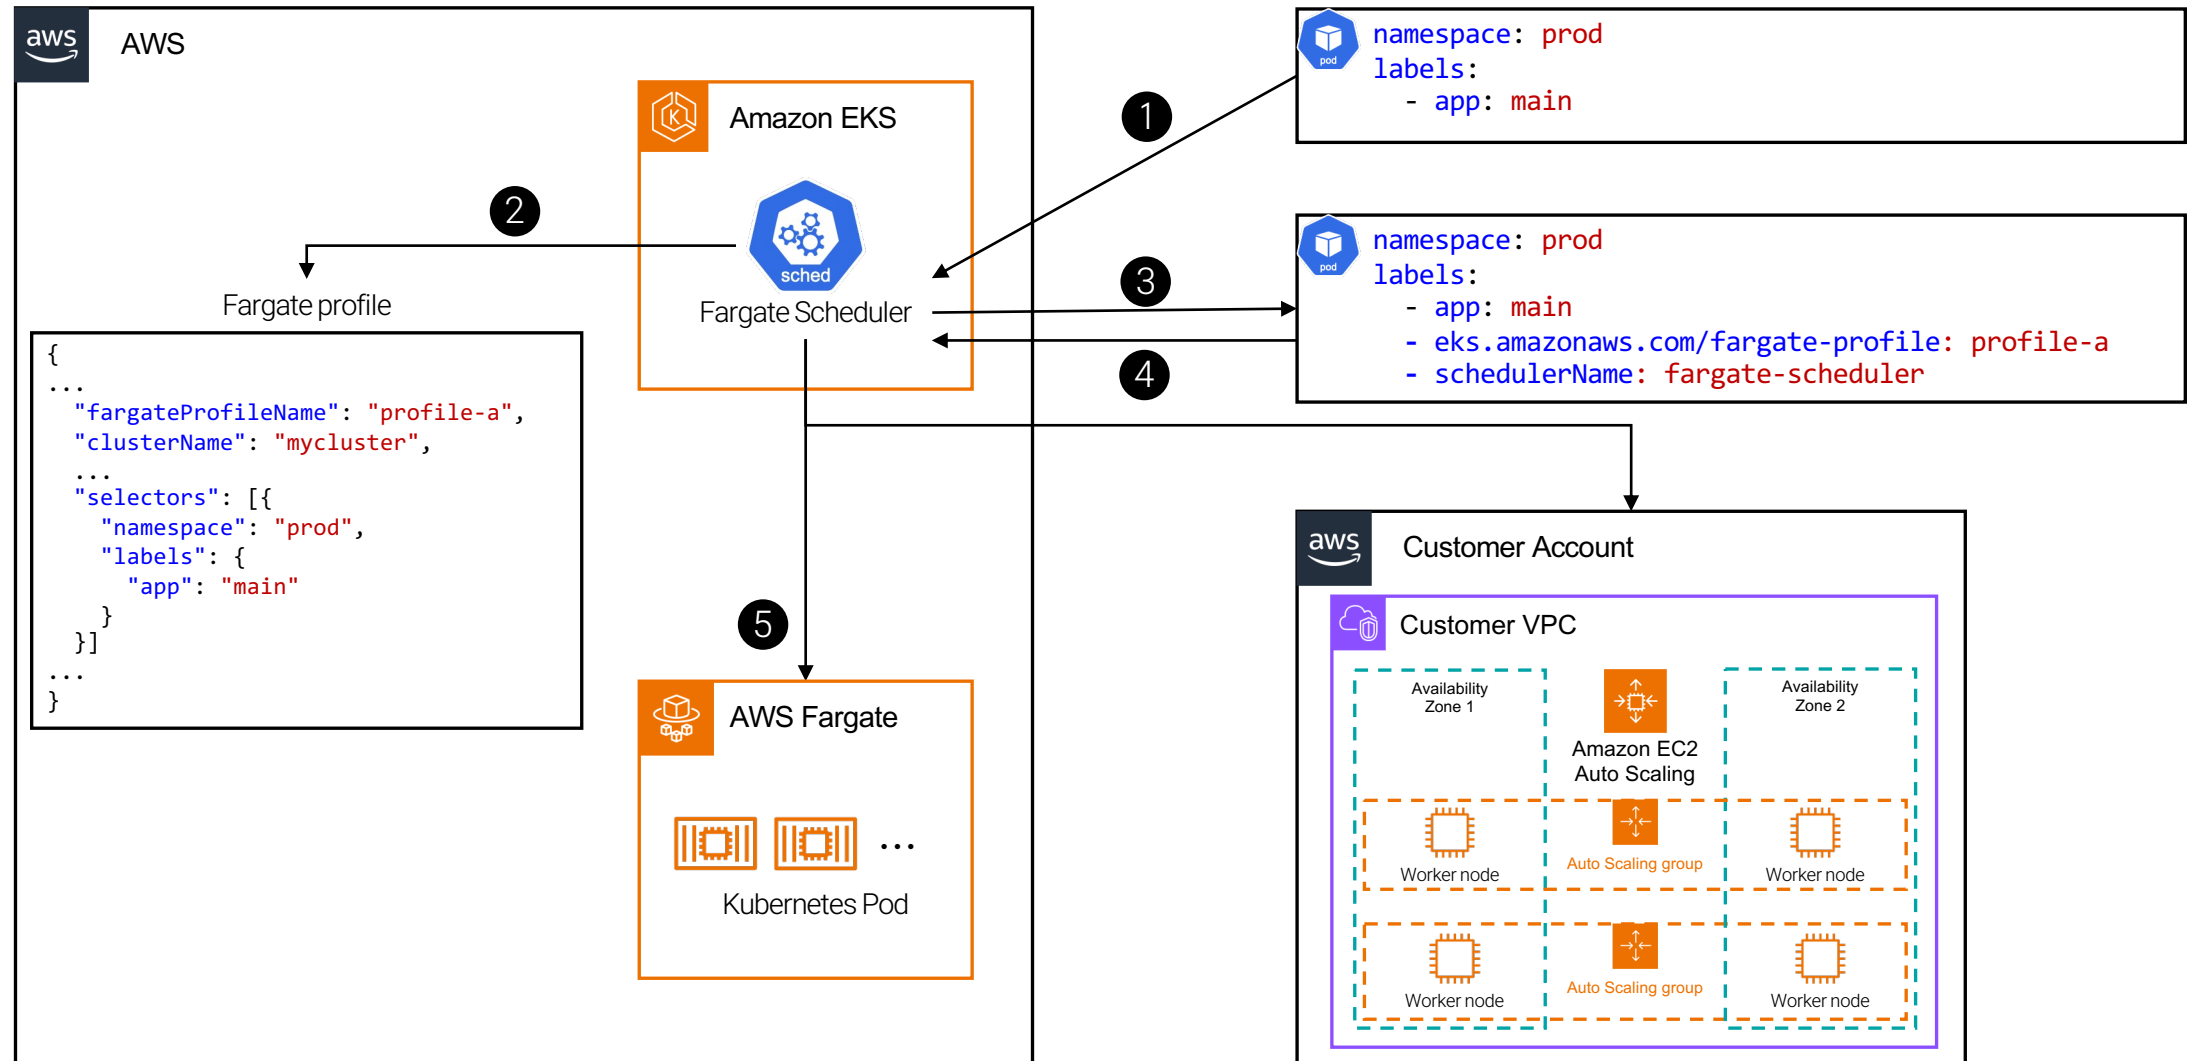 aws
AWS
Amazon EKS
sched
Fargate Scheduler
1
2
3
4
5
pod
namespace: prod
labels:
- app: main
pod
namespace: prod
labels:
- app: main
- eks.amazonaws.com/fargate-profile: profile-a
- schedulerName: fargate-scheduler
Fargate profile
{
...
"fargateProfileName": "profile-a",
"clusterName": "mycluster",
...
"selectors": [{
"namespace": "prod",
"labels": {
"app": "main"
}
}]
...
}
AWS Fargate
...
Kubernetes Pod
aws
Customer Account
Customer VPC
Availability
Zone 1
Amazon EC2
Auto Scaling
Availability
Zone 2
Worker node
Auto Scaling group
Worker node
Worker node
Auto Scaling group
Worker node